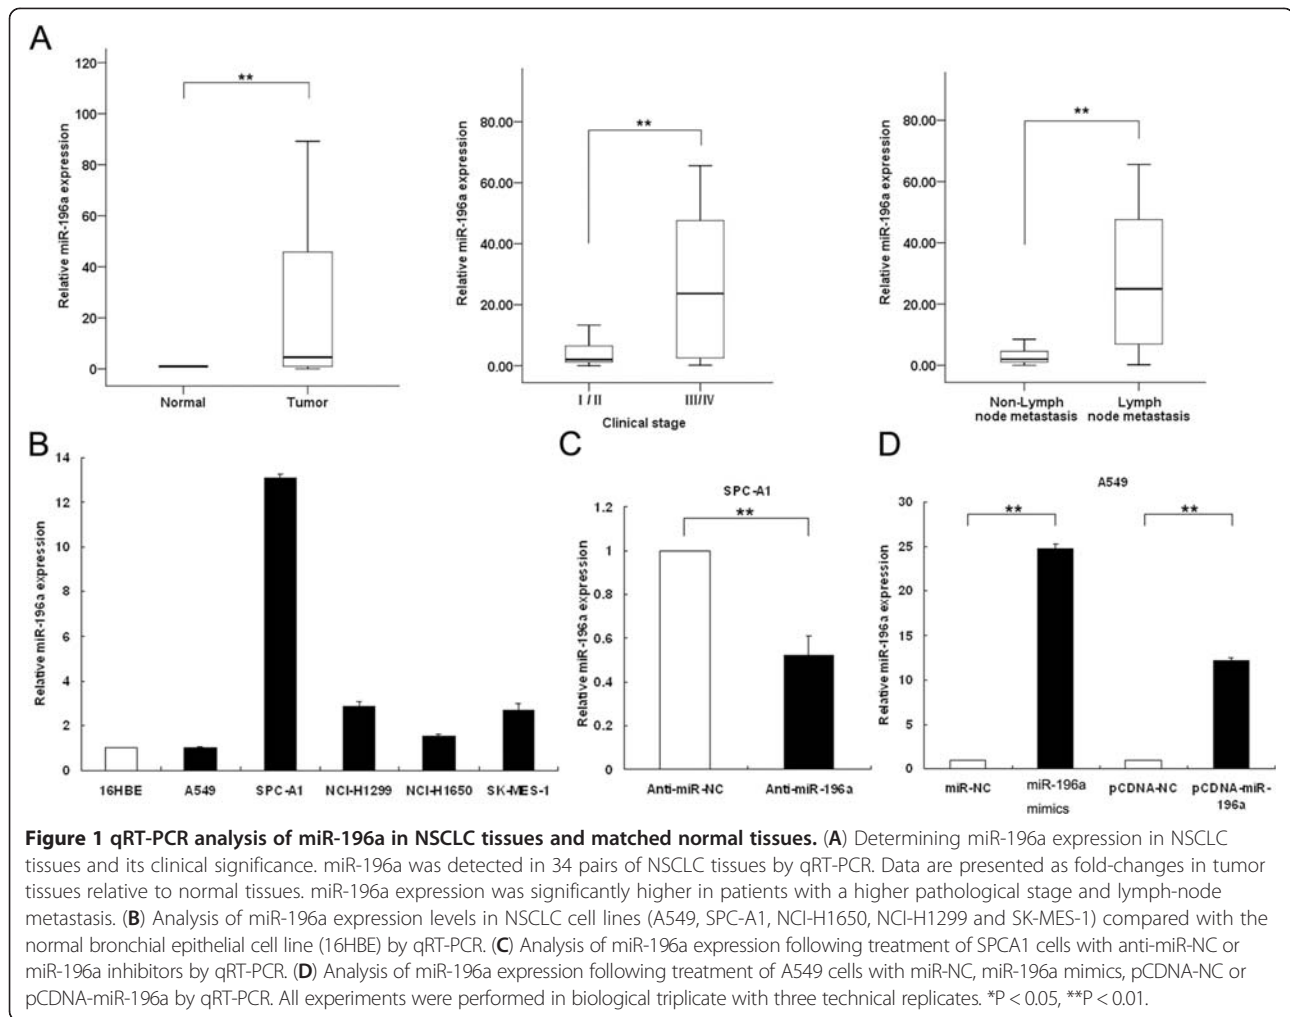 A
120
100
80
60
40
20
0
Relative miR-196a expression
**
Normal Tumor
80.00
60.00
40.00
20.00
0.00
Relative miR-196a expression
**
I / II III/IV
Clinical stage
80.00
60.00
40.00
20.00
0.00
Relative miR-196a expression
**
Non-Lymph Lymph
node metastasis node metastasis
B
14
12
10
8
6
4
2
0
Relative miR-196a expression
16HBE A549 SPC-A1 NCI-H1299 NCI-H1650 SK-MES-1
C
SPC-A1
1.2
1
0.8
0.6
0.4
0.2
0
Relative miR-196a expression
**
Anti-miR-NC Anti-miR-196a
D
A549
30
25
20
15
10
5
0
Relative miR-196a expression
** **
miR-NC miR-196a pCDNA-NC pCDNA-miR-
mimics 196a
Figure 1 qRT-PCR analysis of miR-196a in NSCLC tissues and matched normal tissues. (A) Determining miR-196a expression in NSCLC
tissues and its clinical significance. miR-196a was detected in 34 pairs of NSCLC tissues by qRT-PCR. Data are presented as fold-changes in tumor
tissues relative to normal tissues. miR-196a expression was significantly higher in patients with a higher pathological stage and lymph-node
metastasis. (B) Analysis of miR-196a expression levels in NSCLC cell lines (A549, SPC-A1, NCI-H1650, NCI-H1299 and SK-MES-1) compared with the
normal bronchial epithelial cell line (16HBE) by qRT-PCR. (C) Analysis of miR-196a expression following treatment of SPCA1 cells with anti-miR-NC or
miR-196a inhibitors by qRT-PCR. (D) Analysis of miR-196a expression following treatment of A549 cells with miR-NC, miR-196a mimics, pCDNA-NC or
pCDNA-miR-196a by qRT-PCR. All experiments were performed in biological triplicate with three technical replicates. *P < 0.05, **P < 0.01.